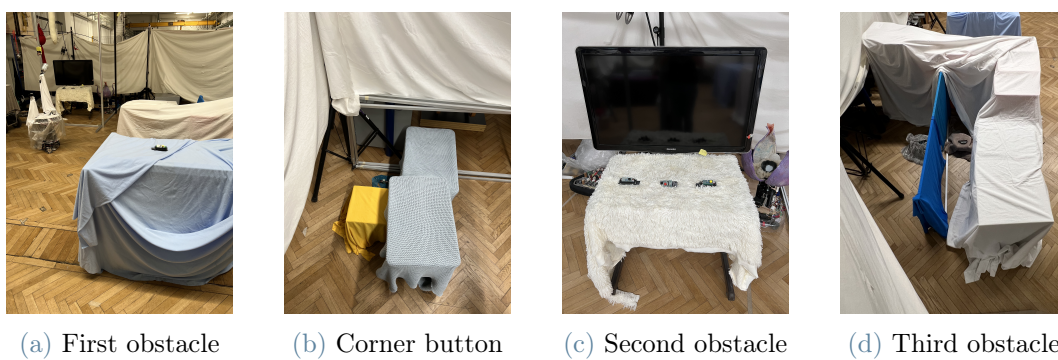 (a) First obstacle
(b) Corner button
(c) Second obstacle
(d) Third obstacle